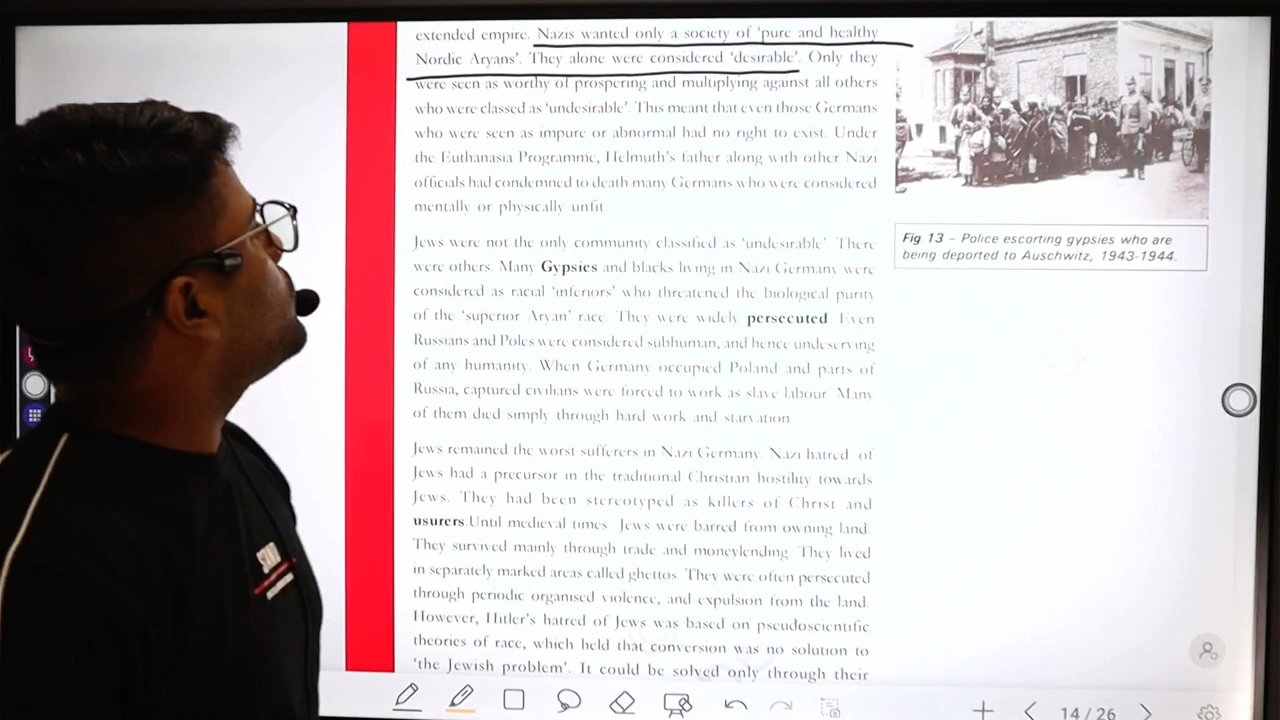 extended empire. Nazis wanted only a society of 'pure and healthy
Nordic Aryans'. They alone were considered 'desirable'. Only they
were seen as worthy of prospering and multiplying against all others
who were classed as 'undesirable'. This meant that even those Germans
who were seen as impure or abnormal had no right to exist. Under
the Euthanasia Programme, Helmuth's father along with other Nazi
officials had condemned to death many Germans who were considered
mentally or physically unfit
Jews were not the only community classified as 'undesirable' There
were others. Many Gypsies and blacks living in Nazi Germany were
considered as racial 'inferiors' who threatened the biological purity
of the 'superior Aryan' race. They were widely persecuted Even
Russians and Poles were considered subhuman, and hence undeserving
of any humanity. When Germany occupied Poland and parts of
Russia, captured civilians were forced to work as slave labour Many
of them died simply through hard work and starvation
Jews remained the worst sufferers in Nazi Germany. Nazi hatred of
Jews had a precursor in the traditional Christian hostility towards
Jews. They had been stereotyped as killers of Christ and
usurers.Until medieval times Jews were barred from owning land.
They survived mainly through trade and moneylending. They lived
in separately marked areas called ghettos. They were often persecuted
through periodic organised violence, and expulsion from the land.
However, Hitler's hatred of Jews was based on pseudoscientific
theories of race, which held that conversion was no solution to
'the Jewish problem'. It could be solved only through their
Fig 13 – Police escorting gypsies who are
being deported to Auschwitz, 1943-1944.
14/26